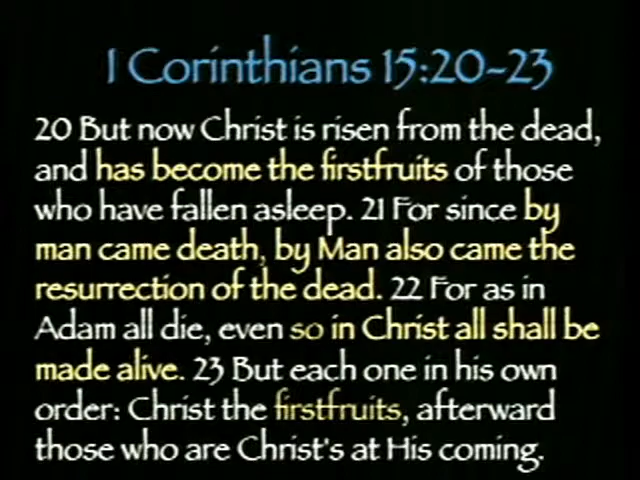 I Corinthians 15:20-23
20 But now Christ is risen from the dead,
and has become the firstfruits of those
who have fallen asleep. 21 For since by
man came death, by Man also came the
resurrection of the dead. 22 For as in
Adam all die, even so in Christ all shall be
made alive. 23 But each one in his own
order: Christ the firstfruits, afterward
those who are Christ's at His coming.